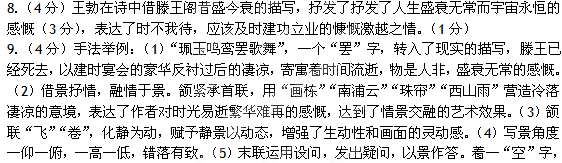 8.（4分）王勃在诗中借滕王阁昔盛今衰的描写，抒发了抒发了人生盛衰无常而宇宙永恒的
感慨（3分），表达了时不我待，应该及时建功立业的慷慨激越之情。（1分）
9.（4分）手法举例：（1）“珮玉鸣鸾罢歌舞”，一个“罢”字，转入了现实的描写，滕王已
经死去，以建时宴会的豪华反衬过后的凄凉，寄寓着时间流逝，物是人非，盛衰无常的感慨。
（2）借景抒情，融情于景。颔紧承首联，用“画栋”“南浦云”“珠帘”“西山雨”营造冷落
凄凉的意境，表达了作者对时光易逝繁华难再的感慨，达到了情景交融的艺术效果。（3）颔
联“飞”“卷”，化静为动，赋予静景以动态，增强了生动性和画面的灵动感。（4）写景角度
一仰一俯，一高一低，错落有致。（5）末联运用设问，发出疑问，以景作答。着一“空”字，